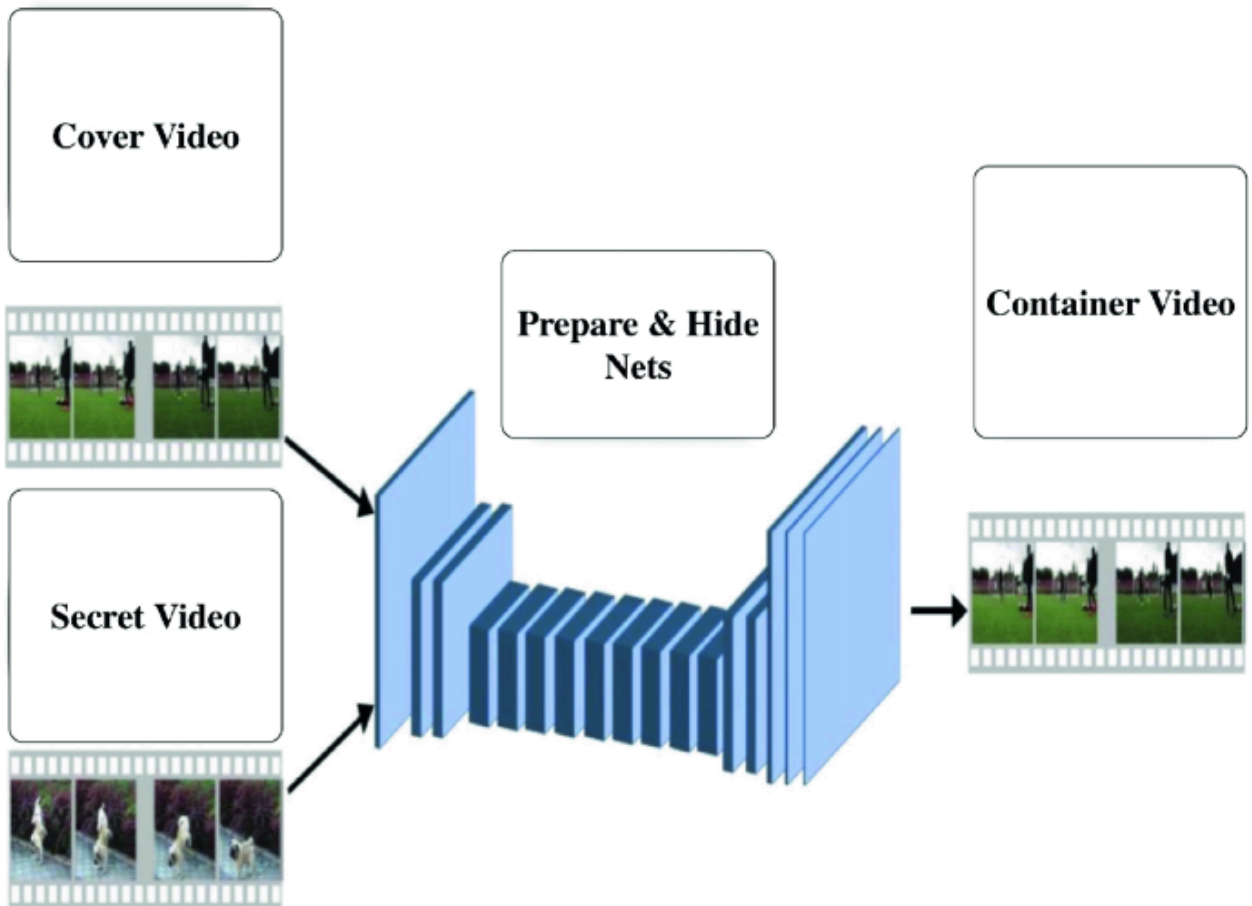 Cover Video
Prepare & Hide
Nets
Container Video
Secret Video